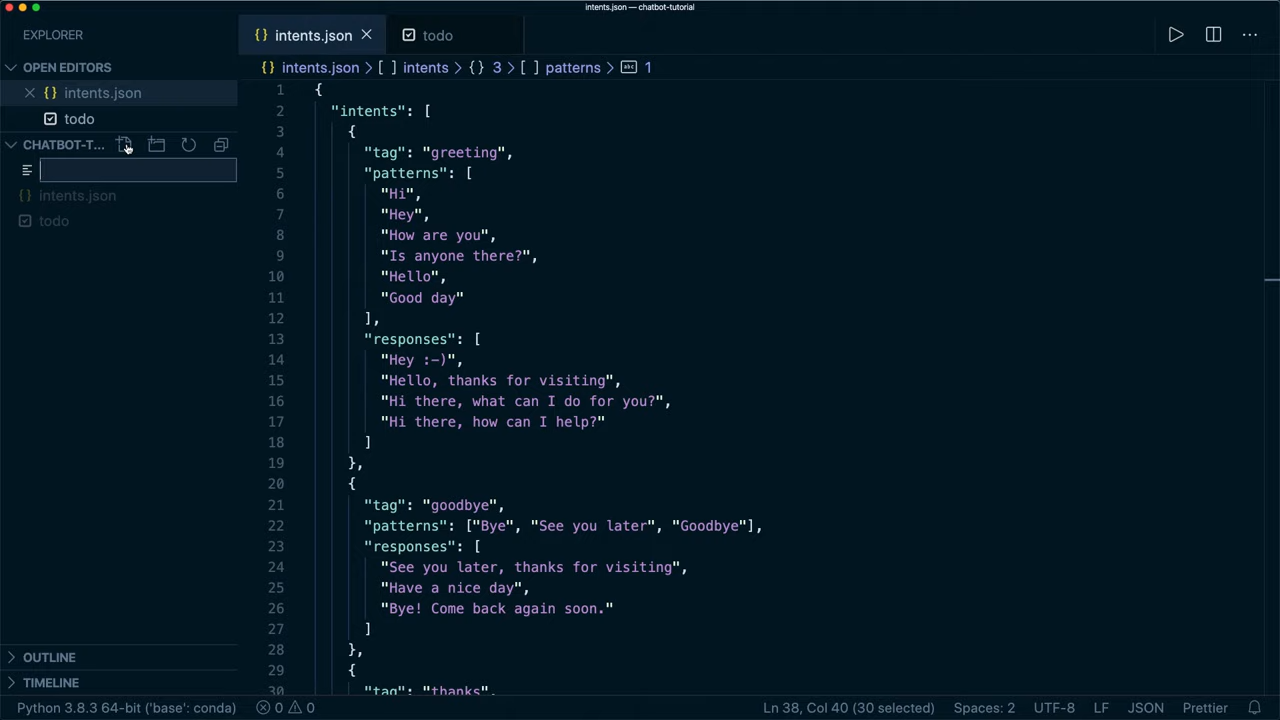 intents.json — chatbot-tutorial
EXPLORER
OPEN EDITORS
intents.json
todo
CHATBOT-T...
intents.json
todo
OUTLINE
TIMELINE
{} intents.json
todo
{} intents.json > [ ] intents > {} 3 > [ ] patterns > abc 1
1 {
2 "intents": [
3 {
4 "tag": "greeting",
5 "patterns": [
6 "Hi",
7 "Hey",
8 "How are you",
9 "Is anyone there?",
10 "Hello",
11 "Good day"
12 ],
13 "responses": [
14 "Hey :-)",
15 "Hello, thanks for visiting",
16 "Hi there, what can I do for you?",
17 "Hi there, how can I help?"
18 ]
19 },
20 {
21 "tag": "goodbye",
22 "patterns": ["Bye", "See you later", "Goodbye"],
23 "responses": [
24 "See you later, thanks for visiting",
25 "Have a nice day",
26 "Bye! Come back again soon."
27 ]
28 },
29 {
30 "tag": "thanks",
Python 3.8.3 64-bit ('base': conda) 0 0 Ln 38, Col 40 (30 selected) Spaces: 2 UTF-8 LF JSON Prettier